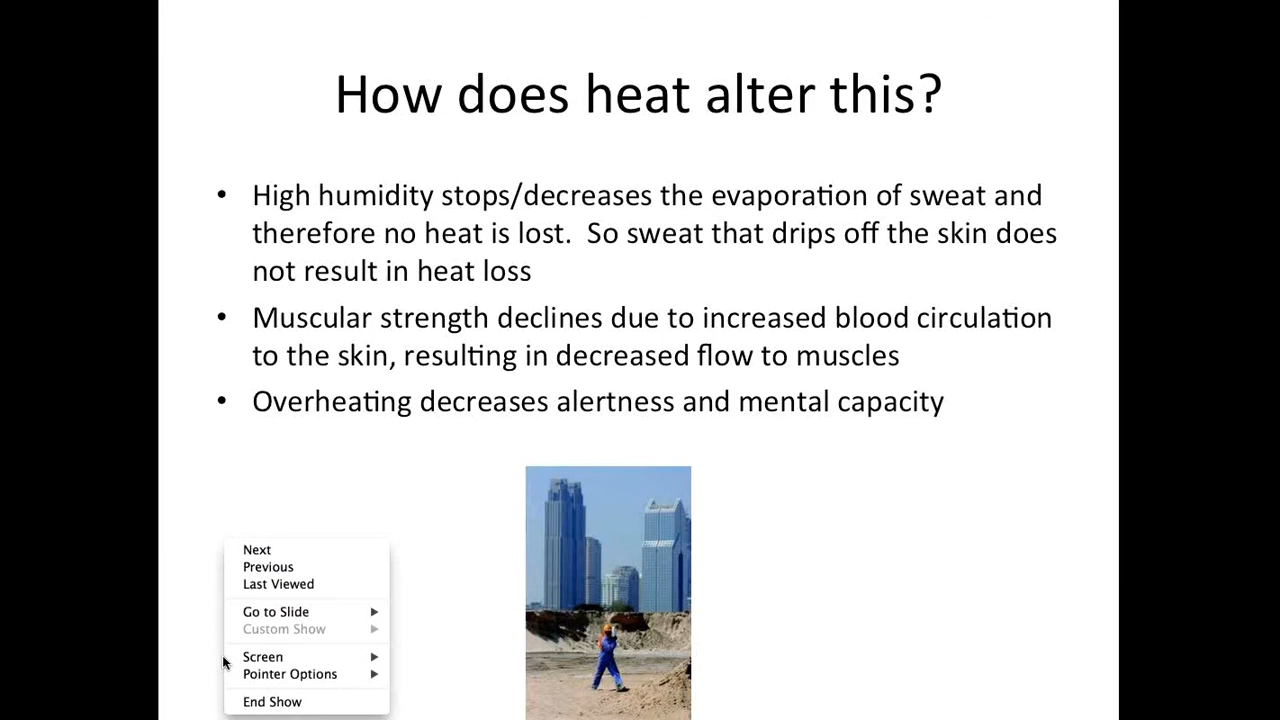 How does heat alter this?
• High humidity stops/decreases the evaporation of sweat and
therefore no heat is lost.  So sweat that drips off the skin does
not result in heat loss
• Muscular strength declines due to increased blood circulation
to the skin, resulting in decreased flow to muscles
• Overheating decreases alertness and mental capacity
Next
Previous
Last Viewed
Go to Slide
Custom Show
Screen
Pointer Options
End Show